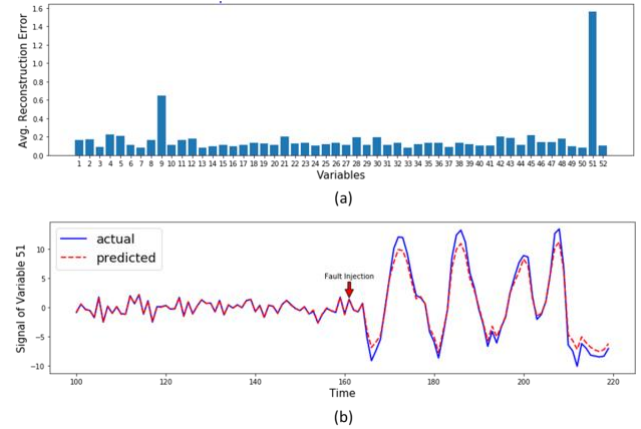 1.6
1.4
1.2
1.0
0.8
0.6
0.4
0.2
0.0
Avg. Reconstruction Error
1 2 3 4 5 6 7 8 9 10 11 12 13 14 15 16 17 18 19 20 21 22 23 24 25 26 27 28 29 30 31 32 33 34 35 36 37 38 39 40 41 42 43 44 45 46 47 48 49 50 51 52
Variables
(a)
actual
predicted
Fault Injection
10
5
0
−5
−10
Signal of Variable 51
100 120 140 160 180 200 220
Time
(b)